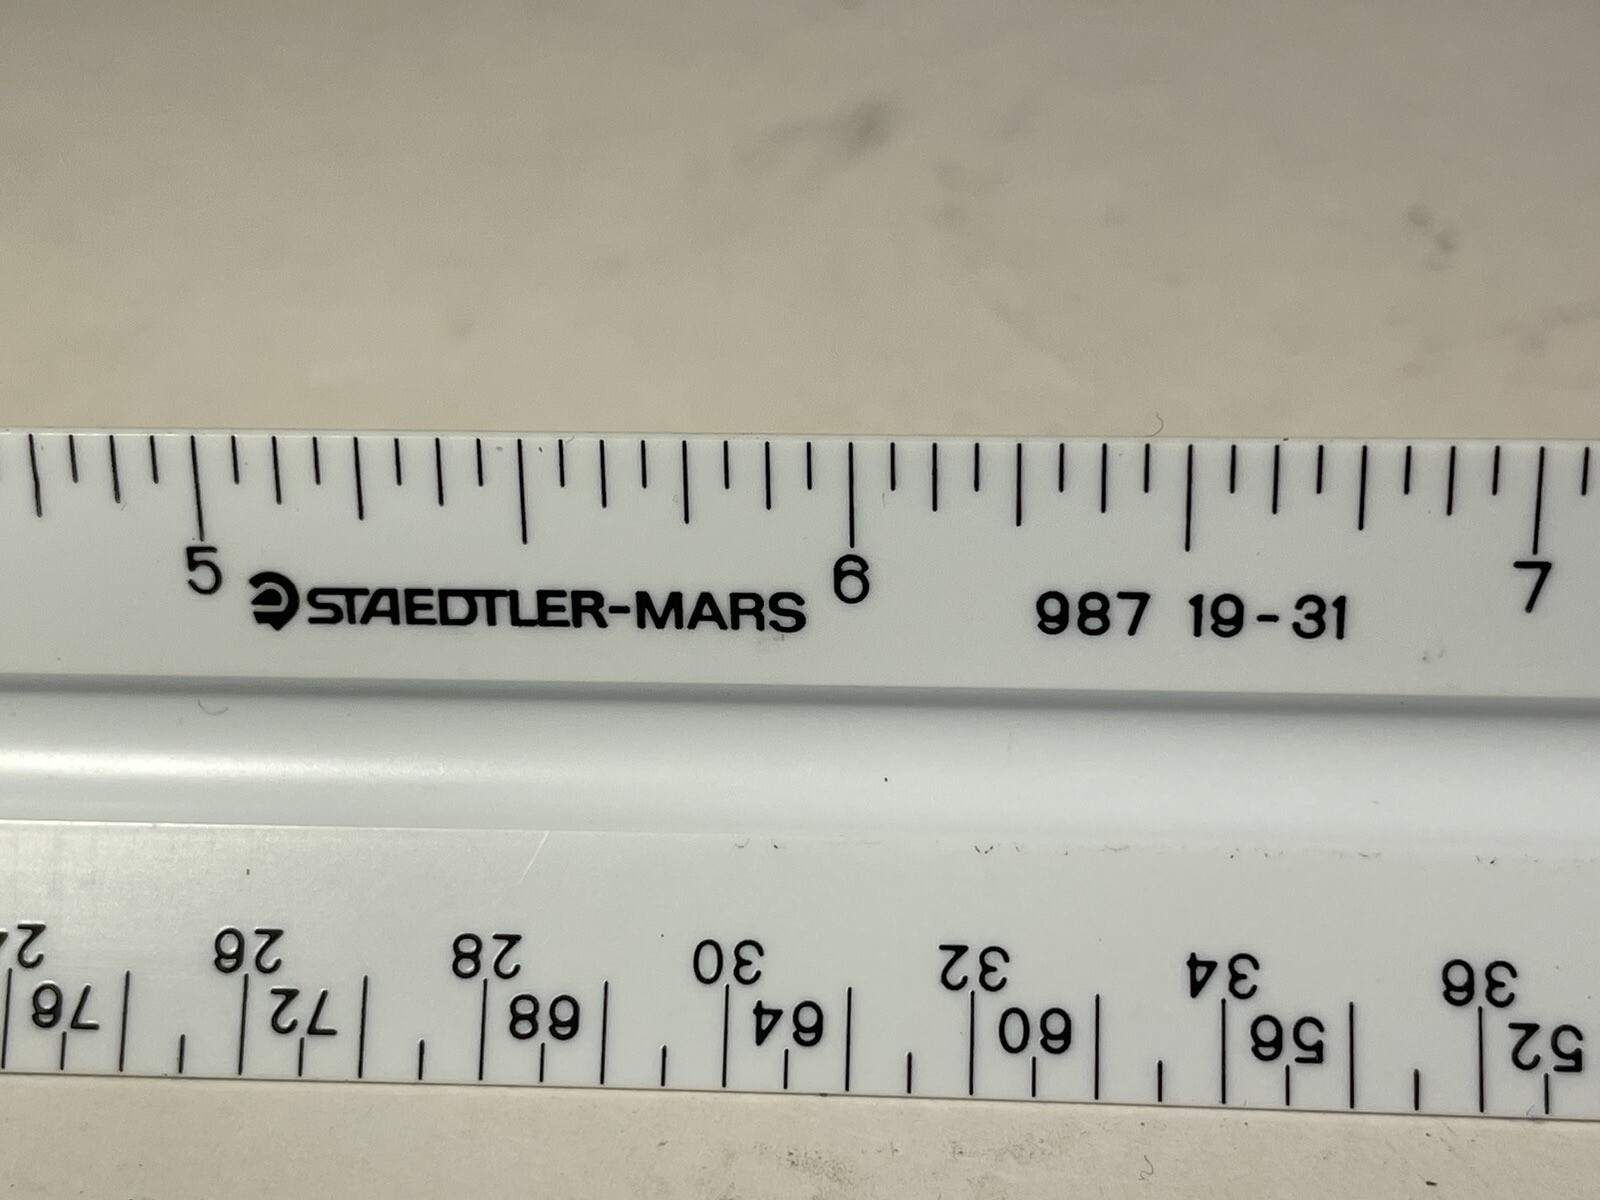 5 6 7
STAEDTLER-MARS 987 19-31
26 28 30 32 34 36
76 72 68 64 60 56 52